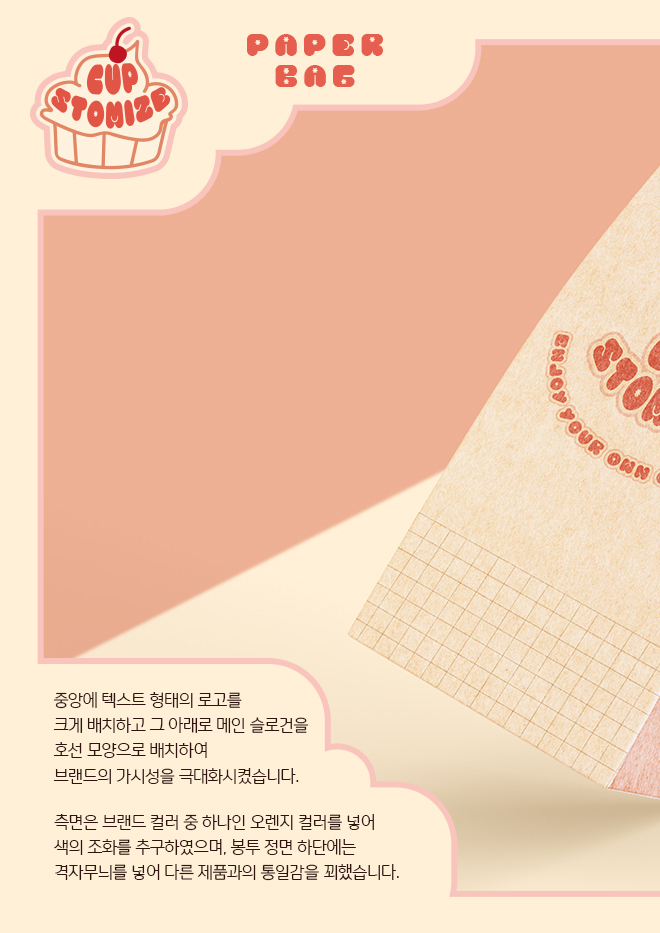 CUP
STOMIZE
PAPER
BAG
STOM
ENJOY YOUR OWN
중앙에 텍스트 형태의 로고를
크게 배치하고 그 아래로 메인 슬로건을
호선 모양으로 배치하여
브랜드의 가시성을 극대화시켰습니다.
측면은 브랜드 컬러 중 하나인 오렌지 컬러를 넣어
색의 조화를 추구하였으며, 봉투 정면 하단에는
격자무늬를 넣어 다른 제품과의 통일감을 꾀했습니다.